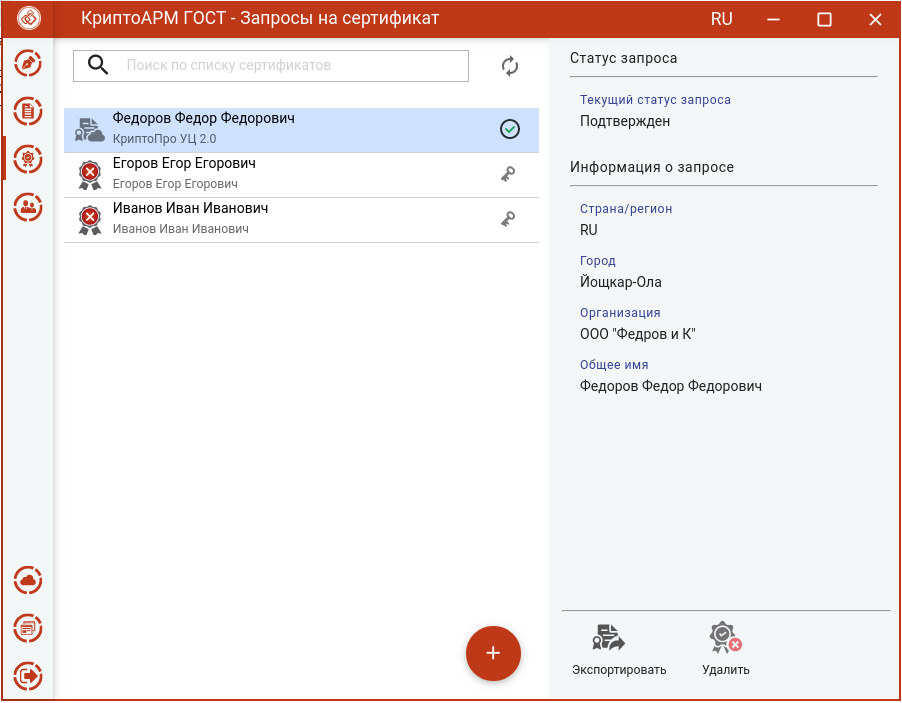 КриптоАРМ ГОСТ - Запросы на сертификат
RU
Поиск по списку сертификатов
Федоров Федор Федорович
КриптоПро УЦ 2.0
Егоров Егор Егорович
Егоров Егор Егорович
Иванов Иван Иванович
Иванов Иван Иванович
Статус запроса
Текущий статус запроса
Подтвержден
Информация о запросе
Страна/регион
RU
Город
Йощкар-Ола
Организация
ООО "Федров и К"
Общее имя
Федоров Федор Федорович
Экспортировать
Удалить